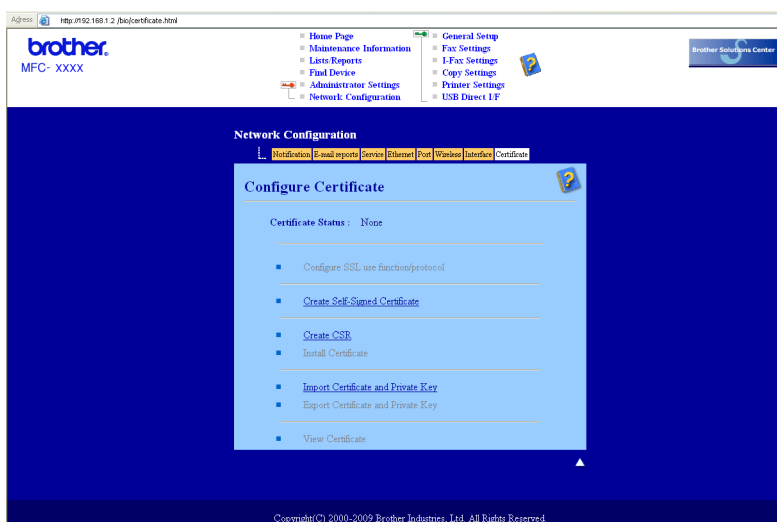 Agress http://192.168.1.2 /bio/certificate.html
brother.
MFC- XXXX
Home Page
Maintenance Information
Lists/Reports
Find Device
Administrator Settings
Network Configuration
General Setup
Fax Settings
I-Fax Settings
Copy Settings
Printer Settings
USB Direct I/F
Brother Solutions Center
Network Configuration
Notification E-mail reports Service Ethernet Port Wireless Interface Certificate
Configure Certificate
Certificate Status : None
Configure SSL use function/protocol
Create Self-Signed Certificate
Create CSR
Install Certificate
Import Certificate and Private Key
Export Certificate and Private Key
View Certificate
Copyright(C) 2000-2009 Brother Industries, Ltd. All Rights Reserved.